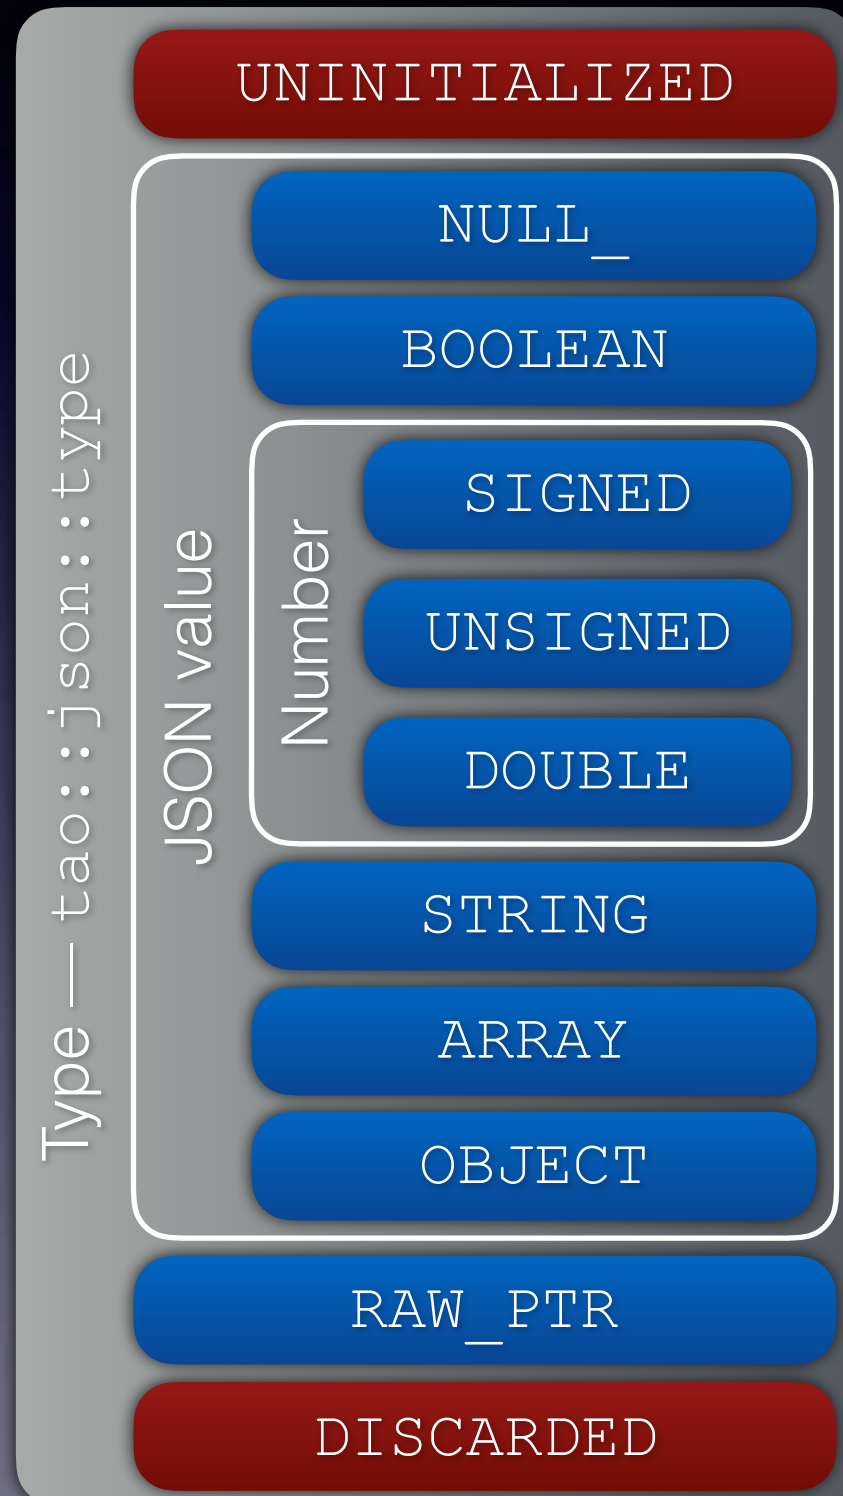 Type — tao::json::type
UNINITIALIZED
JSON value
NULL_
BOOLEAN
Number
SIGNED
UNSIGNED
DOUBLE
STRING
ARRAY
OBJECT
RAW_PTR
DISCARDED